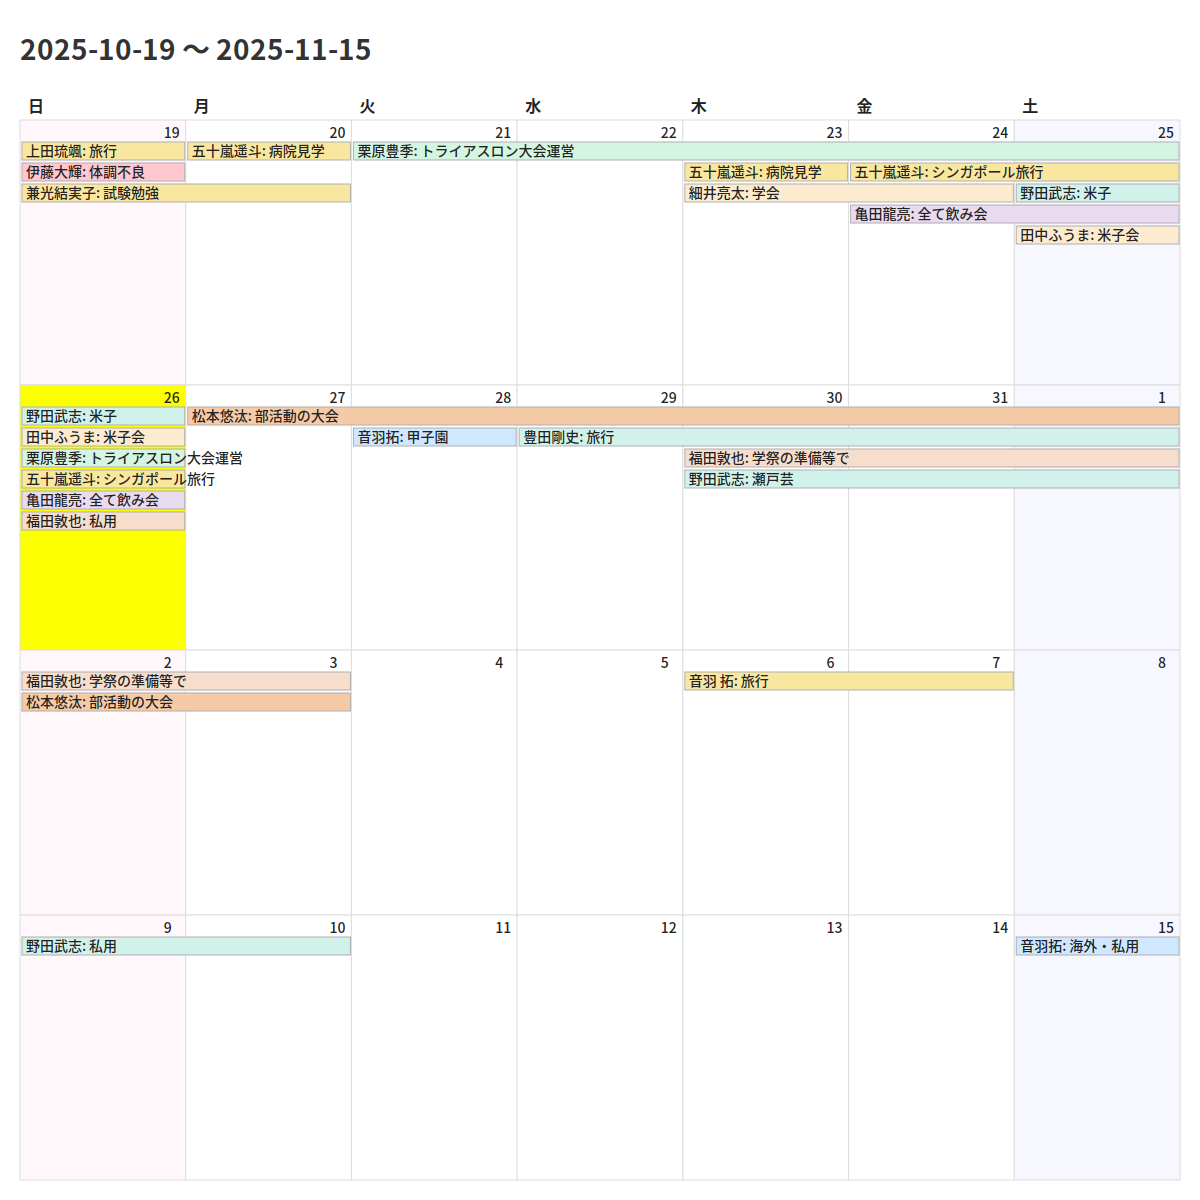 2025-10-19 〜 2025-11-15
日 月 火 水 木 金 土
19 20 21 22 23 24 25
上田琉颯: 旅行 五十嵐遥斗: 病院見学 栗原豊季: トライアスロン大会運営
伊藤大輝: 体調不良 五十嵐遥斗: 病院見学 五十嵐遥斗: シンガポール旅行
兼光結実子: 試験勉強 細井亮太: 学会 野田武志: 米子
亀田龍亮: 全て飲み会
田中ふうま: 米子会
26 27 28 29 30 31 1
野田武志: 米子 松本悠汰: 部活動の大会
田中ふうま: 米子会 音羽拓: 甲子園 豊田剛史: 旅行
栗原豊季: トライアスロン大会運営 福田敦也: 学祭の準備等で
五十嵐遥斗: シンガポール旅行 野田武志: 瀬戸芸
亀田龍亮: 全て飲み会
福田敦也: 私用
2 3 4 5 6 7 8
福田敦也: 学祭の準備等で 音羽 拓: 旅行
松本悠汰: 部活動の大会
9 10 11 12 13 14 15
野田武志: 私用 音羽拓: 海外・私用